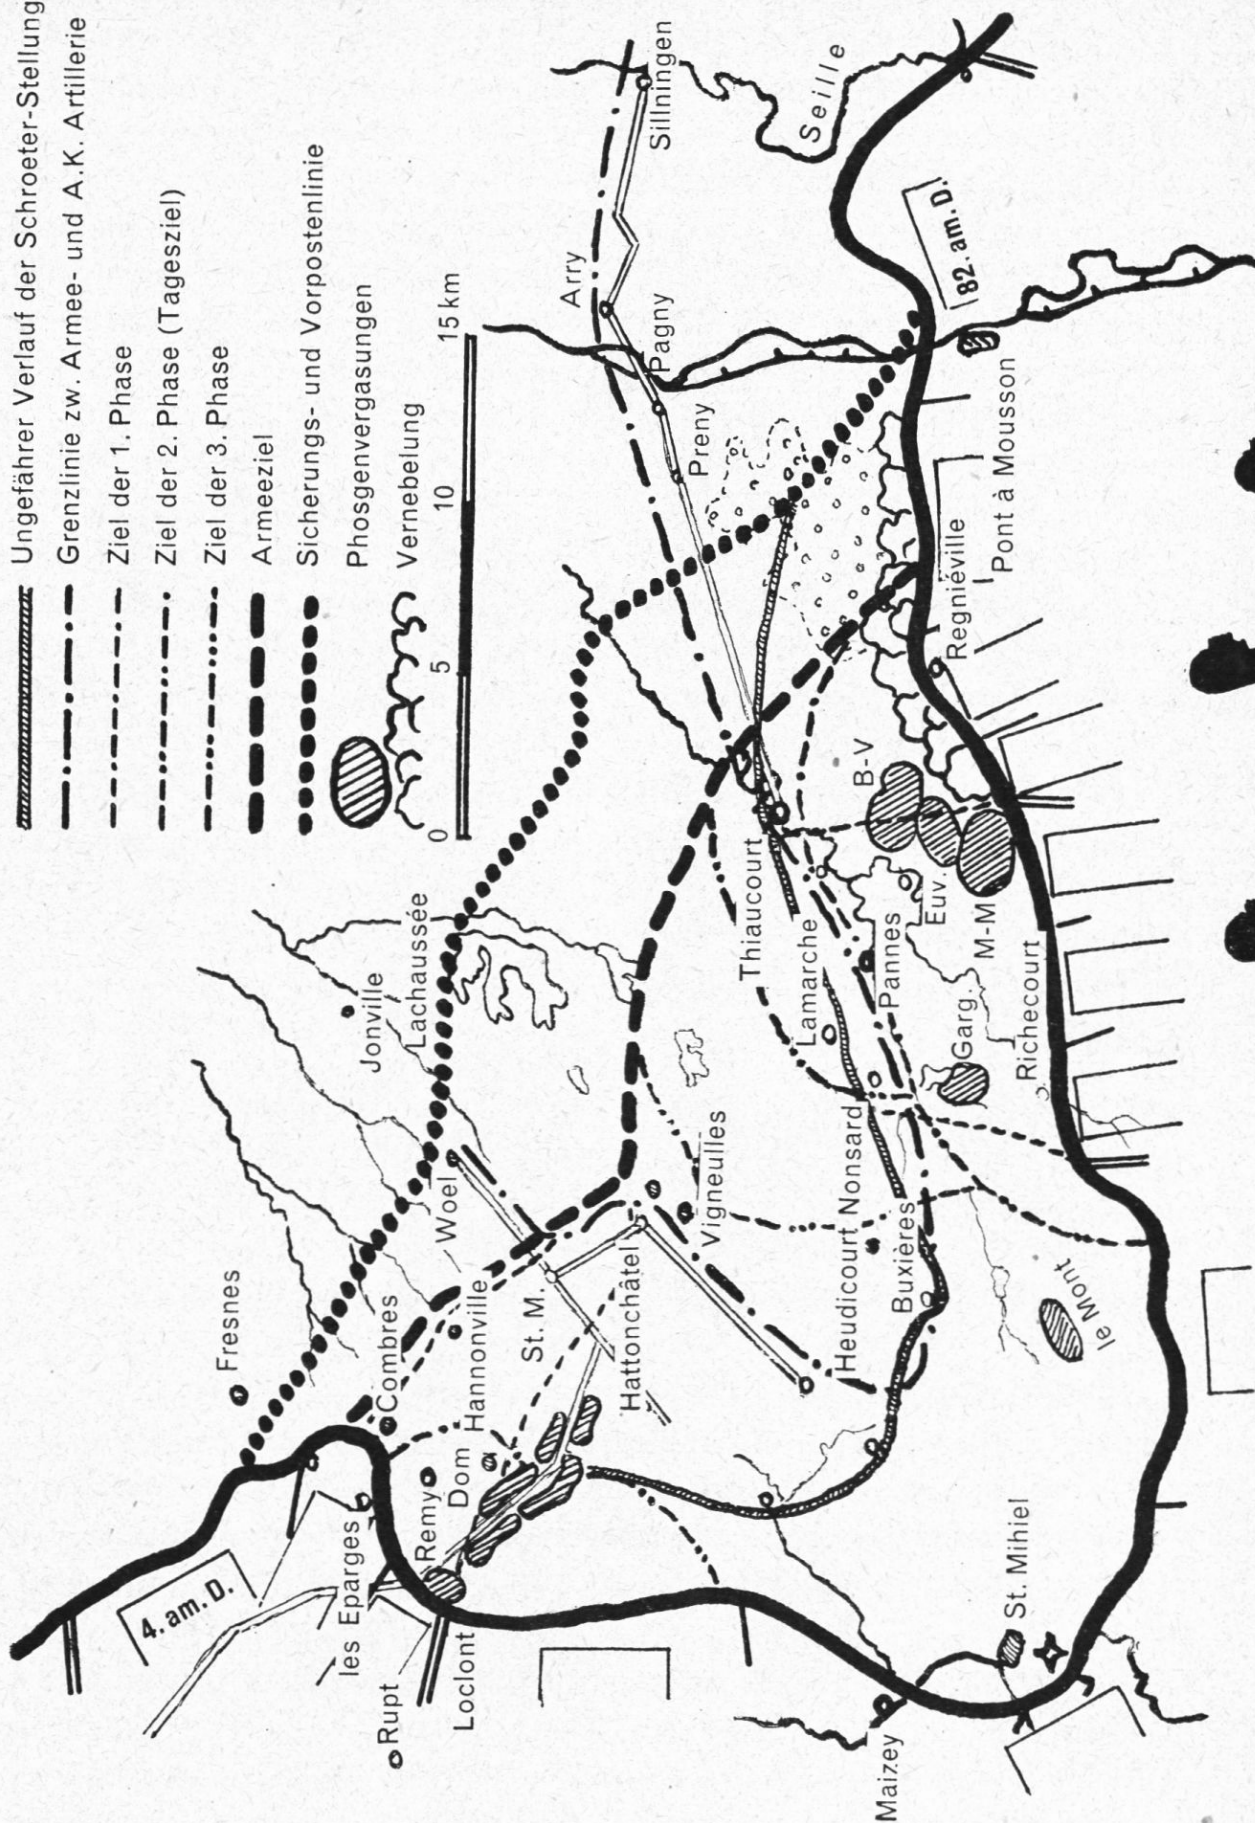 Ungefährer Verlauf der Schroeter-Stellung
Grenzlinie zw. Armee- und A.K. Artillerie
Ziel der 1. Phase
Ziel der 2. Phase (Tagesziel)
Ziel der 3. Phase
Armeeziel
Sicherungs- und Vorpostenlinie
Phosgenvergasungen
Vernebelung
0 5 10 15 km
Fresnes
Jonville
Lachaussée
Woel
Combres
Hannonville
St. M.
Dom
Remy
les Eparges
4. am. D.
Rupt
Loclont
Hattonchâtel
Vigneulles
Thiaucourt
Lamarche
Heudicourt
Nonsard
Buxières
Pannes
Euv.
B-V
M-M
Garg.
Richecourt
le Mont
St. Mihiel
Maizey
Arry
Sillningen
Pagny
Preny
Seille
82. am. D.
Regniéville
Pont à Mousson